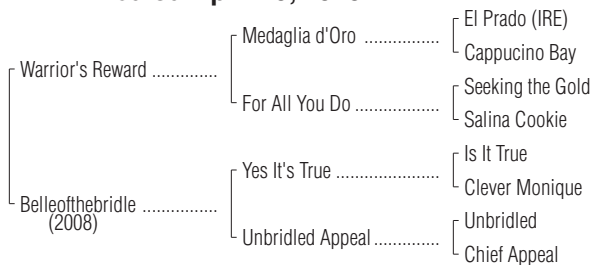 Medaglia d'Oro ...............
El Prado (IRE)
Cappucino Bay
Warrior's Reward .............
For All You Do .................
Seeking the Gold
Salina Cookie
Yes It's True .....................
Is It True
Clever Monique
Belleofthebridle ...............
(2008)
Unbridled Appeal.............
Unbridled
Chief Appeal